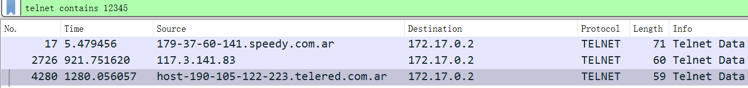 telnet contains 12345
No. Time Source Destination Protocol Length Info
17 5.479456 179-37-60-141.speedy.com.ar 172.17.0.2 TELNET 71 Telnet Data
2726 921.751620 117.3.141.83 172.17.0.2 TELNET 60 Telnet Data
4280 1280.056057 host-190-105-122-223.telered.com.ar 172.17.0.2 TELNET 59 Telnet Data